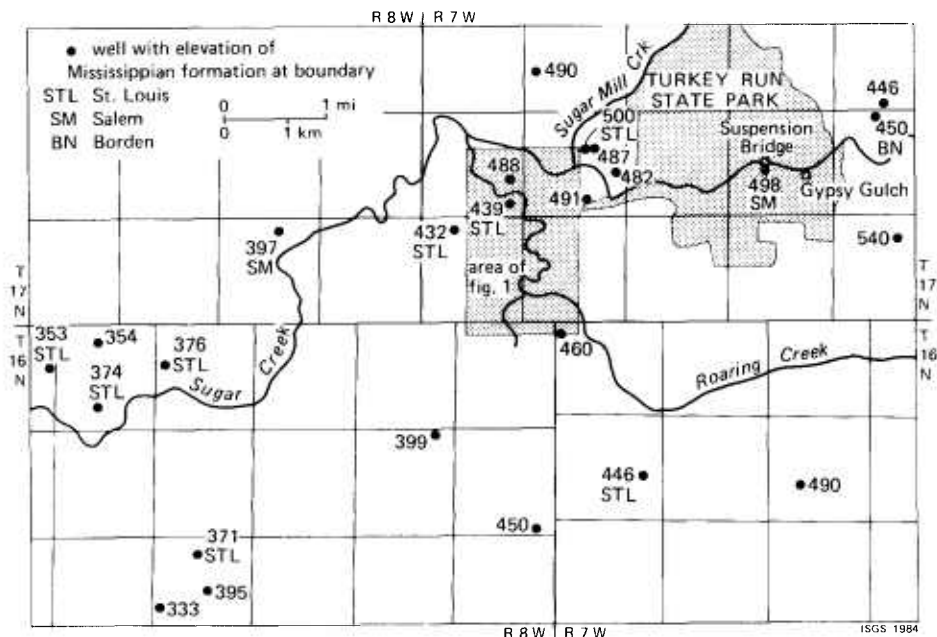 R 8 W R 7 W
well with elevation of
Mississippian formation at boundary
STL St. Louis
SM Salem
BN Borden
0 1 mi
0 1 km
490
Sugar Mill Crk
TURKEY RUN
STATE PARK
446
450
BN
500
STL
487
482
Suspension
Bridge
498
SM
Gypsy Gulch
488
491
439
STL
432
STL
397
SM
540
area of
fig. 1
T
17
N
T
17
N
T
16
N
T
16
N
353
STL
354
374
STL
376
STL
Sugar Creek
460
Roaring Creek
399
446
STL
490
450
371
STL
395
333
ISGS 1984
R 8 W R 7 W